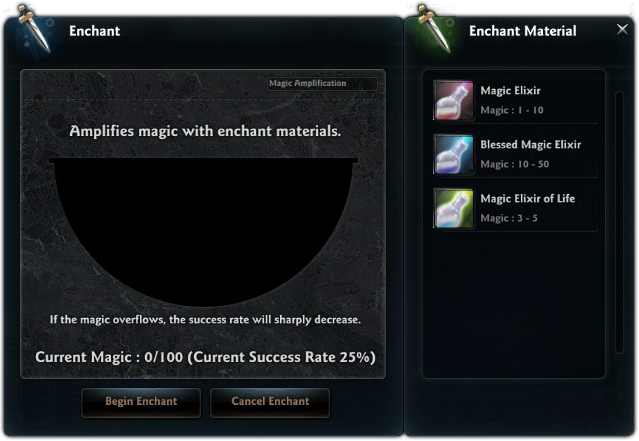 Enchant
Magic Amplification
Amplifies magic with enchant materials.
If the magic overflows, the success rate will sharply decrease.
Current Magic : 0/100 (Current Success Rate 25%)
Begin Enchant
Cancel Enchant
Enchant Material
Magic Elixir
Magic : 1 - 10
Blessed Magic Elixir
Magic : 10 - 50
Magic Elixir of Life
Magic : 3 - 5